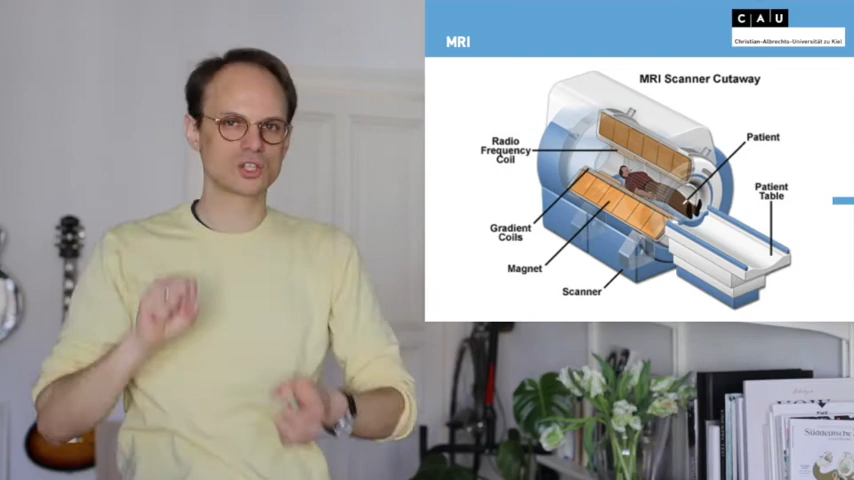 CAU
Christian-Albrechts-Universität zu Kiel
MRI
MRI Scanner Cutaway
Radio
Frequency
Coil
Patient
Patient
Table
Gradient
Coils
Magnet
Scanner
Süddeutsche